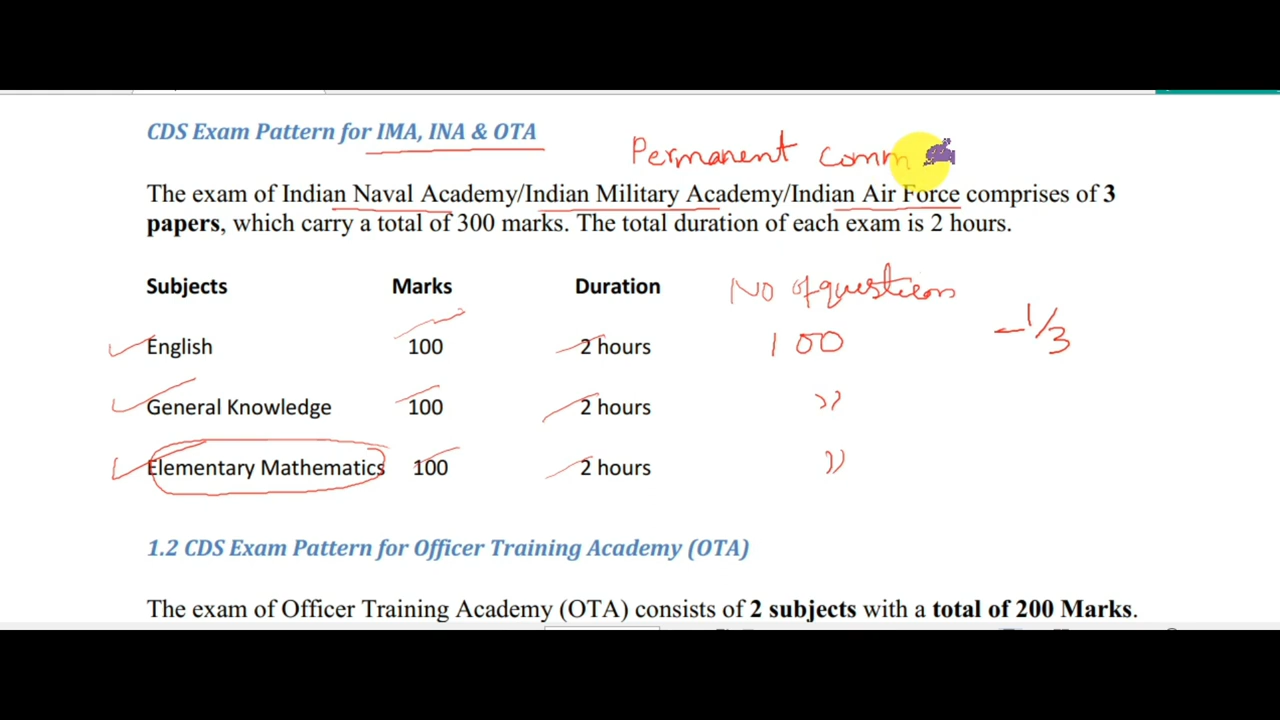 CDS Exam Pattern for IMA, INA & OTA
Permanent comm
The exam of Indian Naval Academy/Indian Military Academy/Indian Air Force comprises of 3
papers, which carry a total of 300 marks. The total duration of each exam is 2 hours.
Subjects Marks Duration No of questions
English 100 2 hours 100 -1/3
General Knowledge 100 2 hours "
Elementary Mathematics 100 2 hours "
1.2 CDS Exam Pattern for Officer Training Academy (OTA)
The exam of Officer Training Academy (OTA) consists of 2 subjects with a total of 200 Marks.